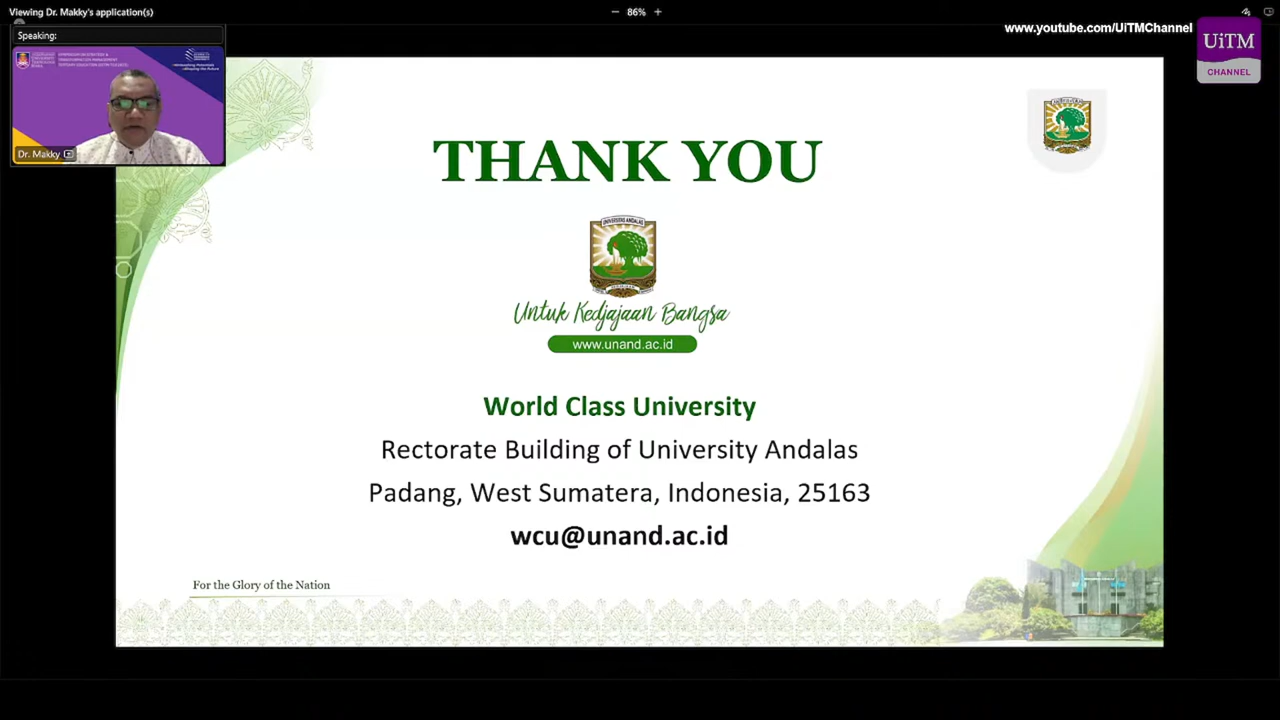 Viewing Dr. Makky's application(s)
− 86% +
www.youtube.com/UiTMChannel
UiTM
CHANNEL
Speaking:
Dr. Makky
THANK YOU
UNIVERSITAS ANDALAS
Untuk Kedjajaan Bangsa
www.unand.ac.id
World Class University
Rectorate Building of University Andalas
Padang, West Sumatera, Indonesia, 25163
wcu@unand.ac.id
For the Glory of the Nation